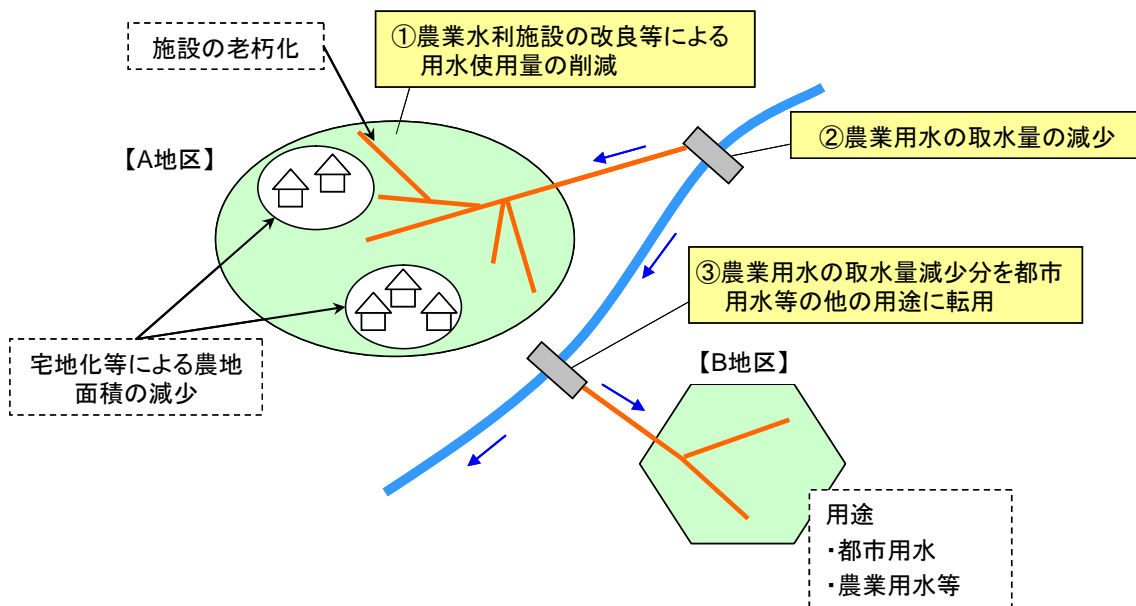 施設の老朽化
①農業水利施設の改良等による
用水使用量の削減
【A地区】
②農業用水の取水量の減少
③農業用水の取水量減少分を都市
用水等の他の用途に転用
宅地化等による農地
面積の減少
【B地区】
用途
・都市用水
・農業用水等